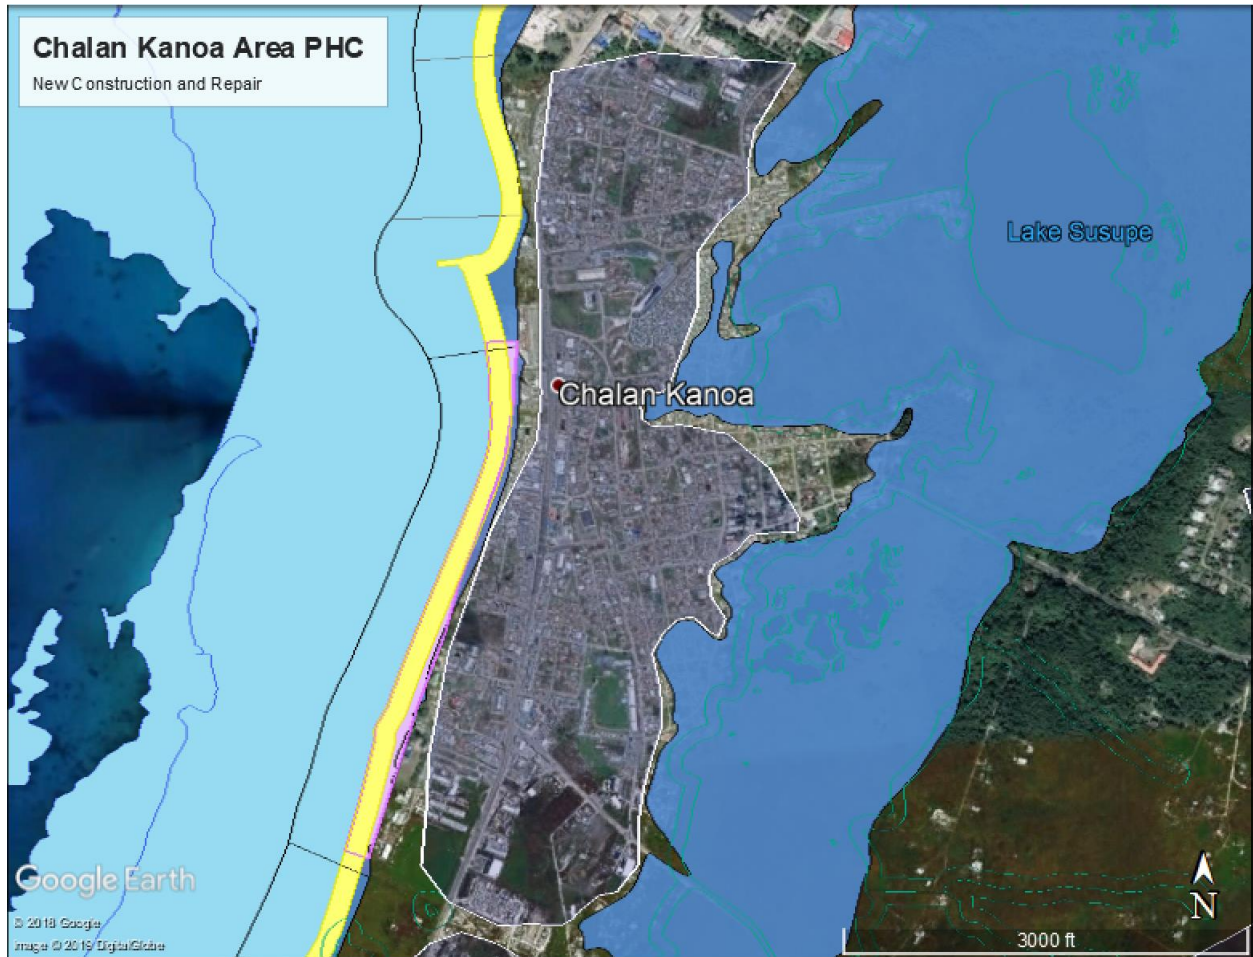 Chalan Kanoa Area PHC
New Construction and Repair
Lake Susupe
Chalan Kanoa
Google Earth
© 2018 Google
Image © 2019 DigitalGlobe
N
3000 ft